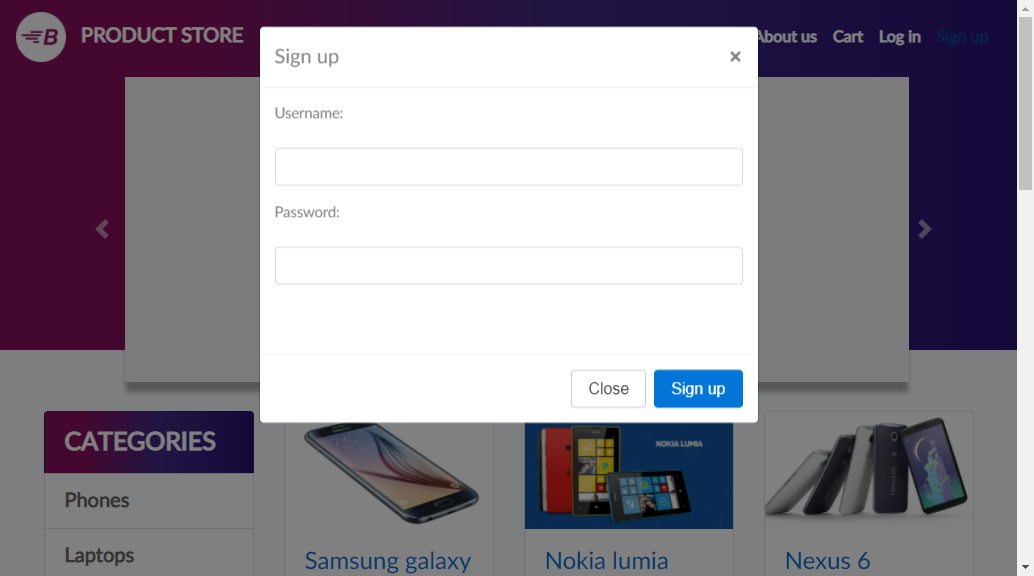 PRODUCT STORE
About us
Cart
Log in
Sign up
Sign up
×
Username:
Password:
Close
Sign up
CATEGORIES
Phones
Laptops
NOKIA LUMIA
Samsung galaxy
Nokia lumia
Nexus 6